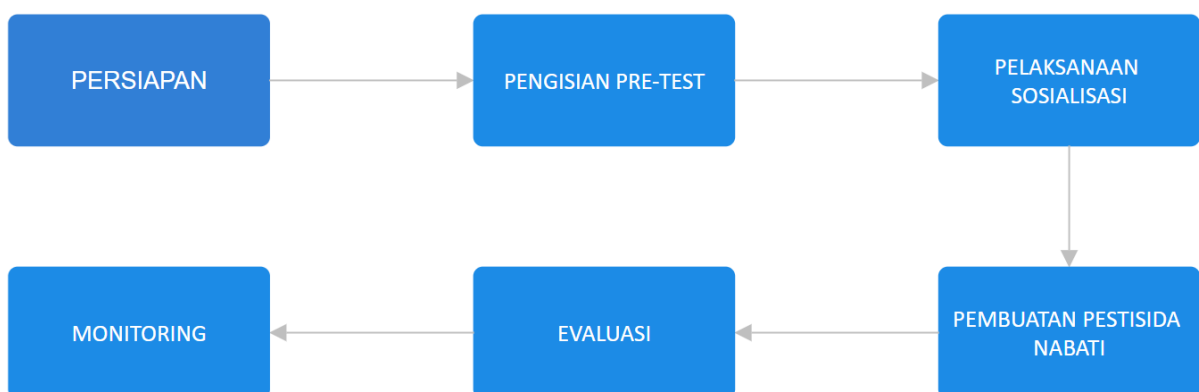 PERSIAPAN
PENGISIAN PRE-TEST
PELAKSANAAN
SOSIALISASI
PEMBUATAN PESTISIDA
NABATI
EVALUASI
MONITORING